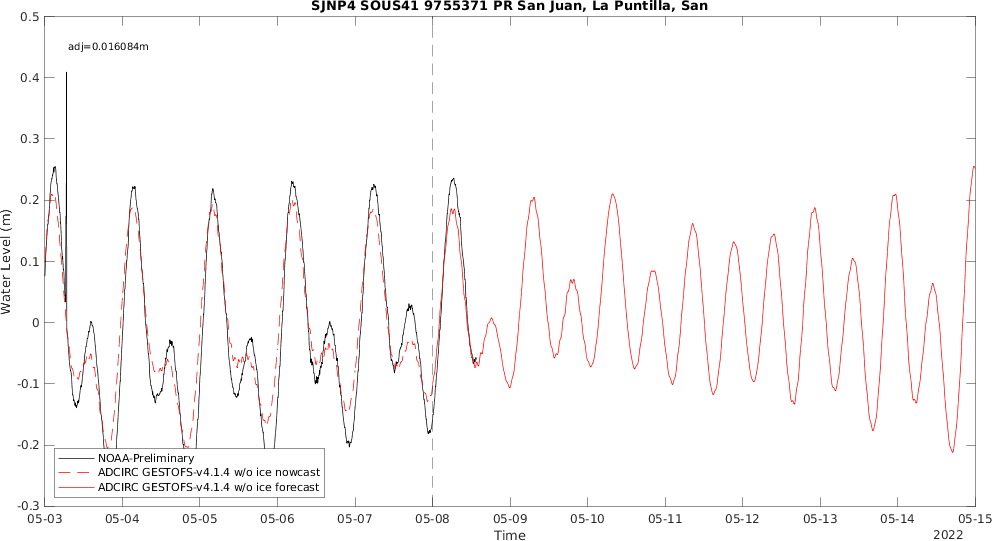 SJNP4 SOUS41 9755371 PR San Juan, La Puntilla, San
adj=0.016084m
0.5
0.4
0.3
0.2
0.1
0
-0.1
-0.2
-0.3
Water Level (m)
NOAA-Preliminary
ADCIRC GESTOFS-v4.1.4 w/o ice nowcast
ADCIRC GESTOFS-v4.1.4 w/o ice forecast
05-03 05-04 05-05 05-06 05-07 05-08 05-09 05-10 05-11 05-12 05-13 05-14 05-15
Time
2022